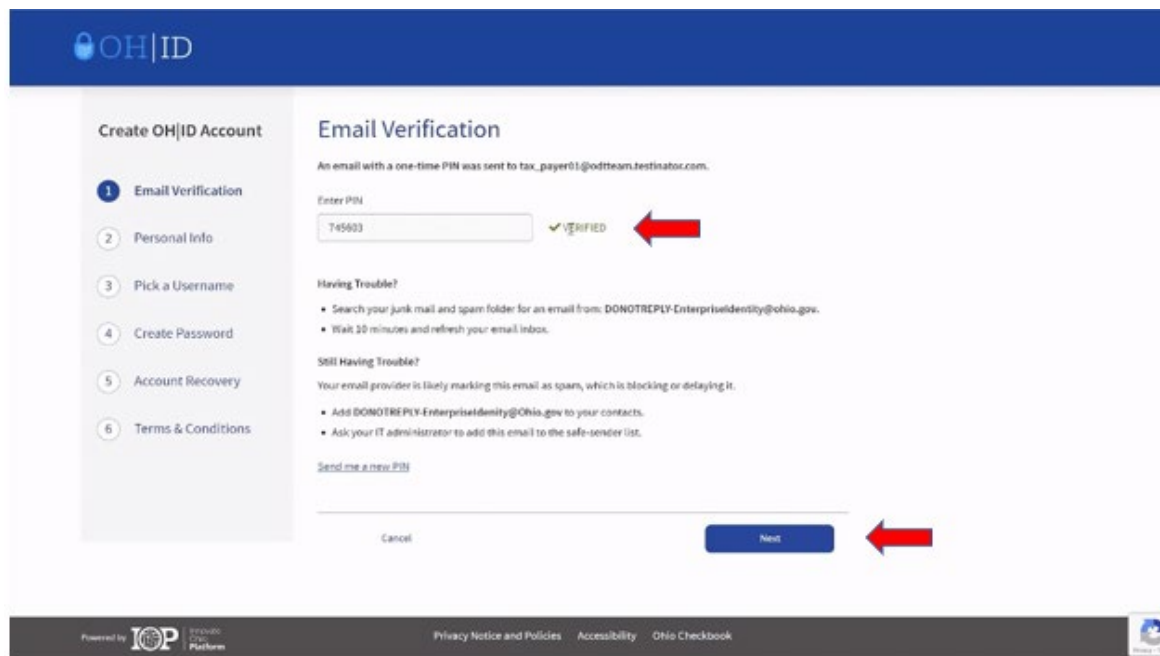 OH|ID
Create OH|ID Account
1 Email Verification
2 Personal Info
3 Pick a Username
4 Create Password
5 Account Recovery
6 Terms & Conditions
Email Verification
An email with a one-time PIN was sent to tax_payer01@odtteam.testinator.com.
Enter PIN
745603 VERIFIED
Having Trouble?
• Search your junk mail and spam folder for an email from: DONOTREPLY-EnterpriseIdentity@ohio.gov.
• Wait 10 minutes and refresh your email inbox.
Still Having Trouble?
Your email provider is likely marking this email as spam, which is blocking or delaying it.
• Add DONOTREPLY-EnterpriseIdenity@Ohio.gov to your contacts.
• Ask your IT administrator to add this email to the safe-sender list.
Send me a new PIN
Cancel Next
Powered by IOP Innovate Ohio Platform
Privacy Notice and Policies Accessibility Ohio Checkbook